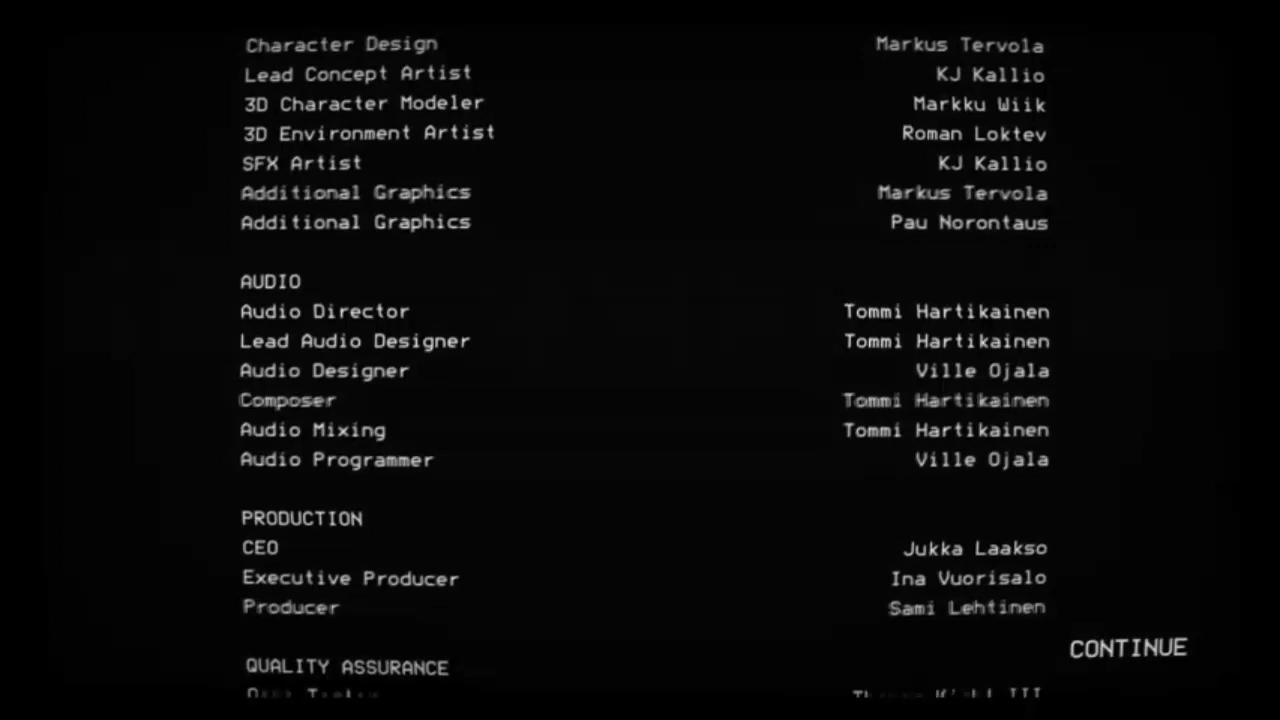 Character Design Markus Tervola
Lead Concept Artist KJ Kallio
3D Character Modeler Markku Wiik
3D Environment Artist Roman Loktev
SFX Artist KJ Kallio
Additional Graphics Markus Tervola
Additional Graphics Pau Norontaus
AUDIO
Audio Director Tommi Hartikainen
Lead Audio Designer Tommi Hartikainen
Audio Designer Ville Ojala
Composer Tommi Hartikainen
Audio Mixing Tommi Hartikainen
Audio Programmer Ville Ojala
PRODUCTION
CEO Jukka Laakso
Executive Producer Ina Vuorisalo
Producer Sami Lehtinen
CONTINUE
QUALITY ASSURANCE